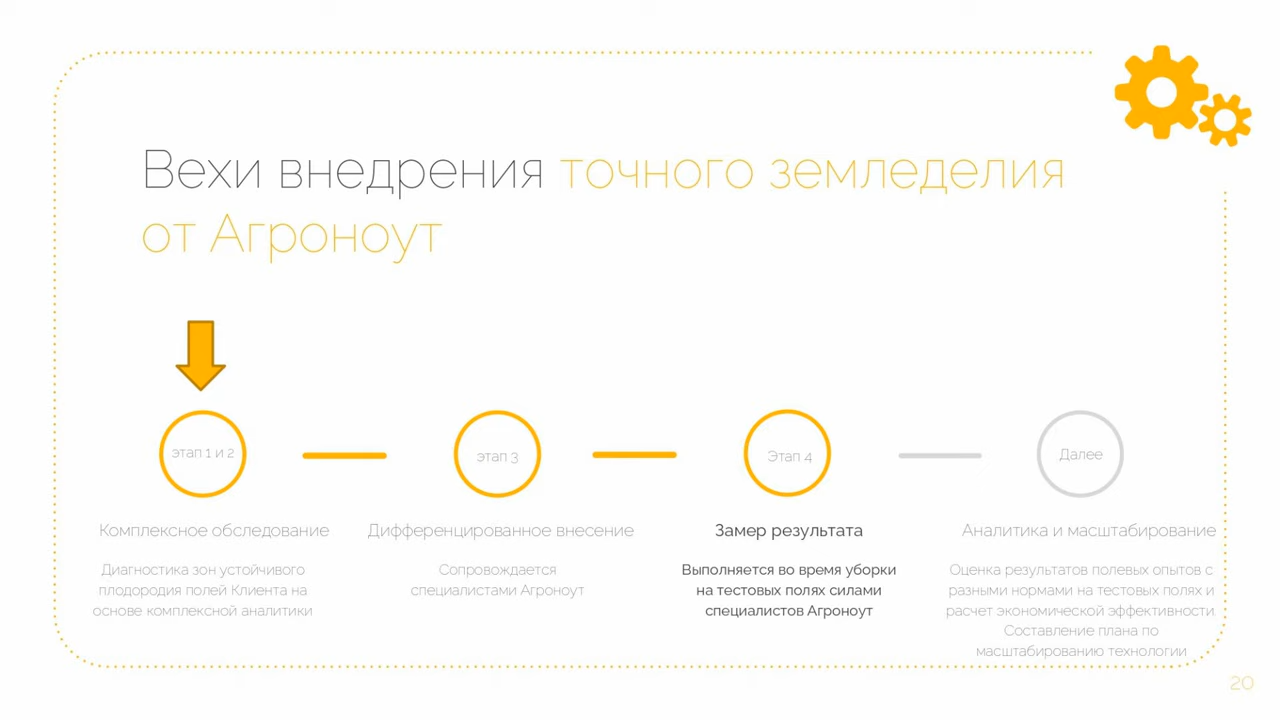 Вехи внедрения точного земледелия
от Агроноут
этап 1 и 2
этап 3
Этап 4
Далее
Комплексное обследование
Диагностика зон устойчивого
плодородия полей Клиента на
основе комплексной аналитики
Дифференцированное внесение
Сопровождается
специалистами Агроноут
Замер результата
Выполняется во время уборки
на тестовых полях силами
специалистов Агроноут
Аналитика и масштабирование
Оценка результатов полевых опытов с
разными нормами на тестовых полях и
расчет экономической эффективности
Составление плана по
масштабированию технологии
20